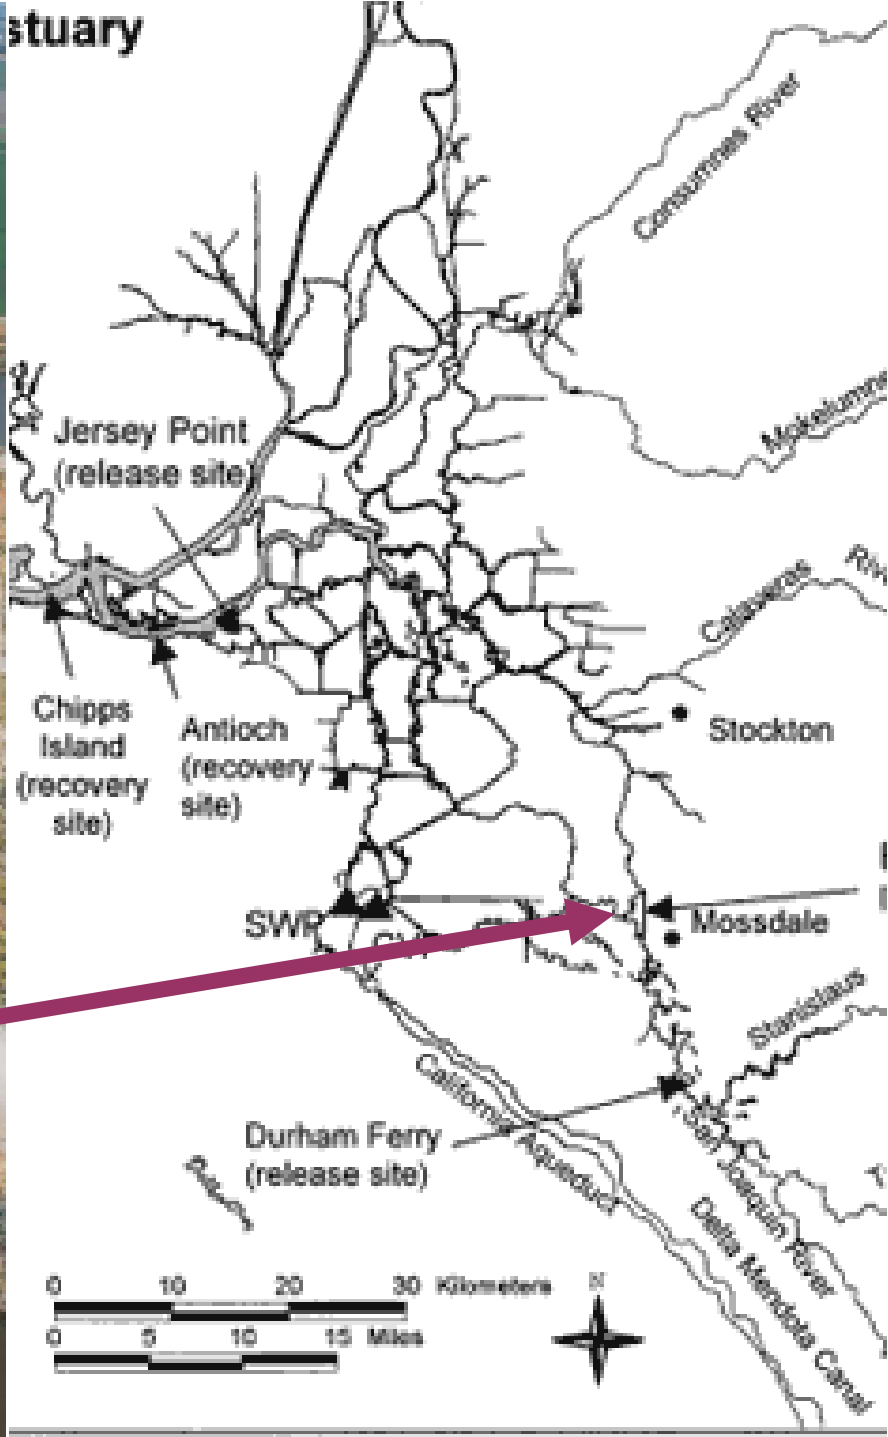 stuary
Consumnes River
Mokelumne
Jersey Point
(release site)
Calaveras
Rive
Chipps
Island
(recovery
site)
Antioch
(recovery
site)
Stockton
SWP
Mossdale
Stanislaus
California Aqueduct
Durham Ferry
(release site)
San Joaquin River
Delta Mendota Canal
0 10 20 30 Kilometers
0 5 10 15 Miles
N